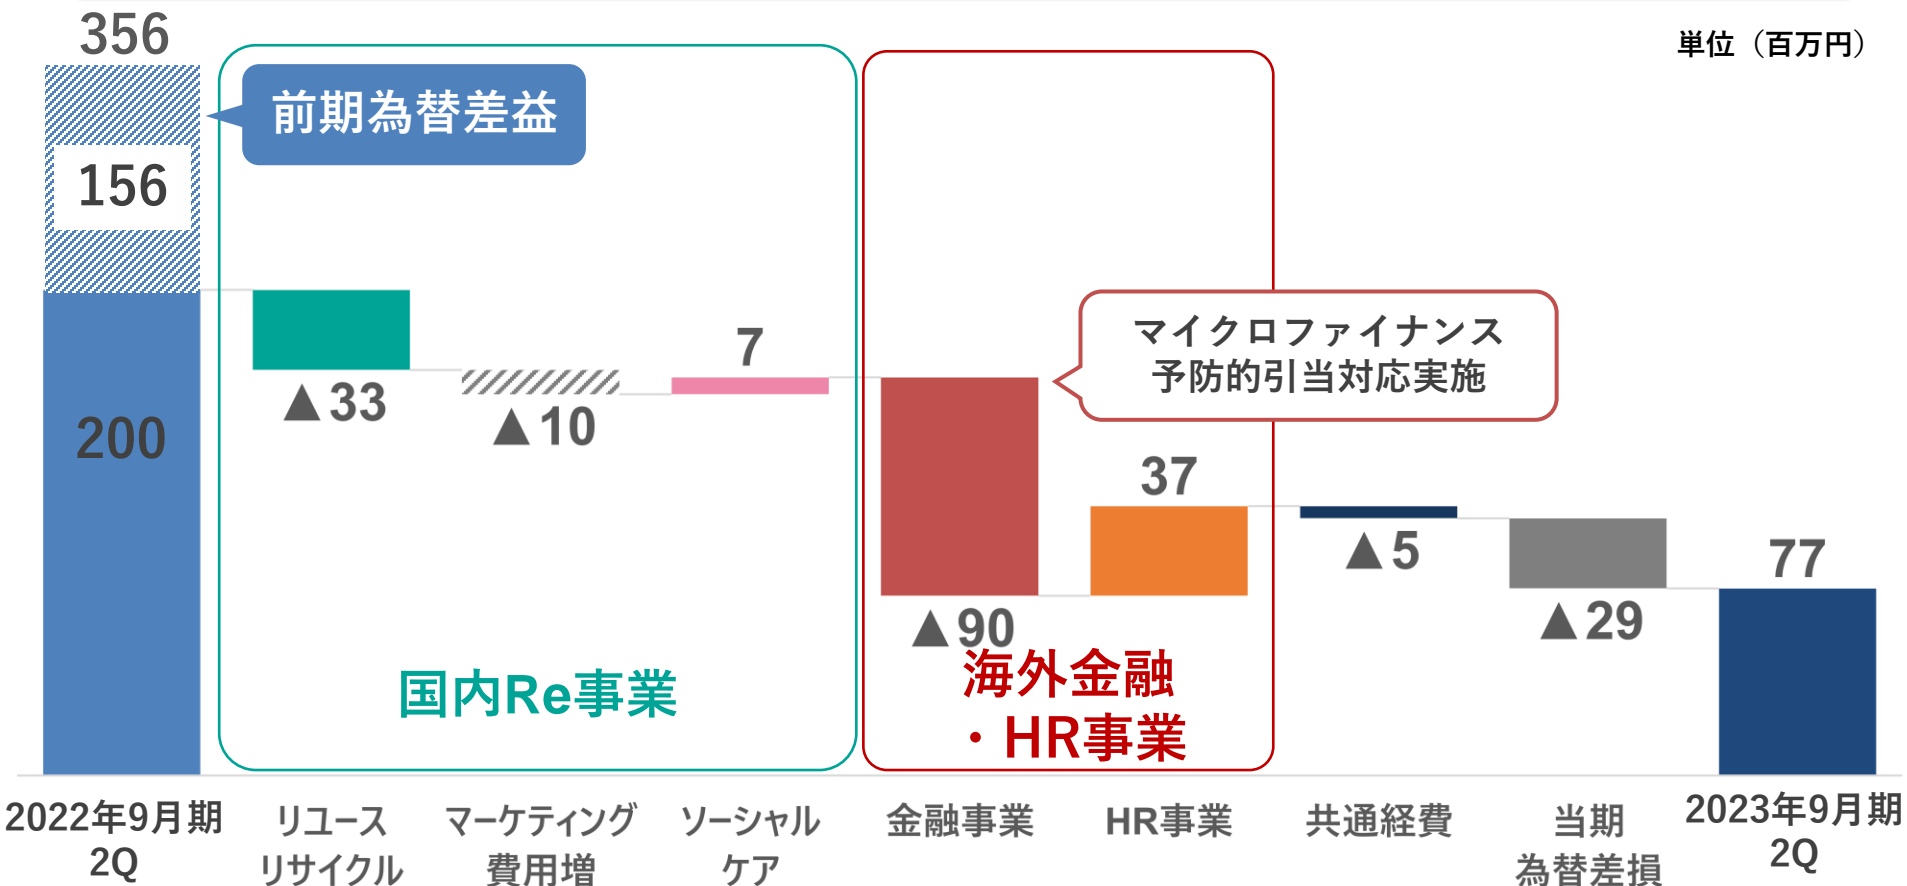 356
単位（百万円）
前期為替差益
156
200
▲33
▲10
7
マイクロファイナンス
予防的引当対応実施
▲90
37
▲5
▲29
77
国内Re事業
海外金融
・HR事業
2022年9月期
2Q
リユース
リサイクル
マーケティング
費用増
ソーシャル
ケア
金融事業
HR事業
共通経費
当期
為替差損
2023年9月期
2Q